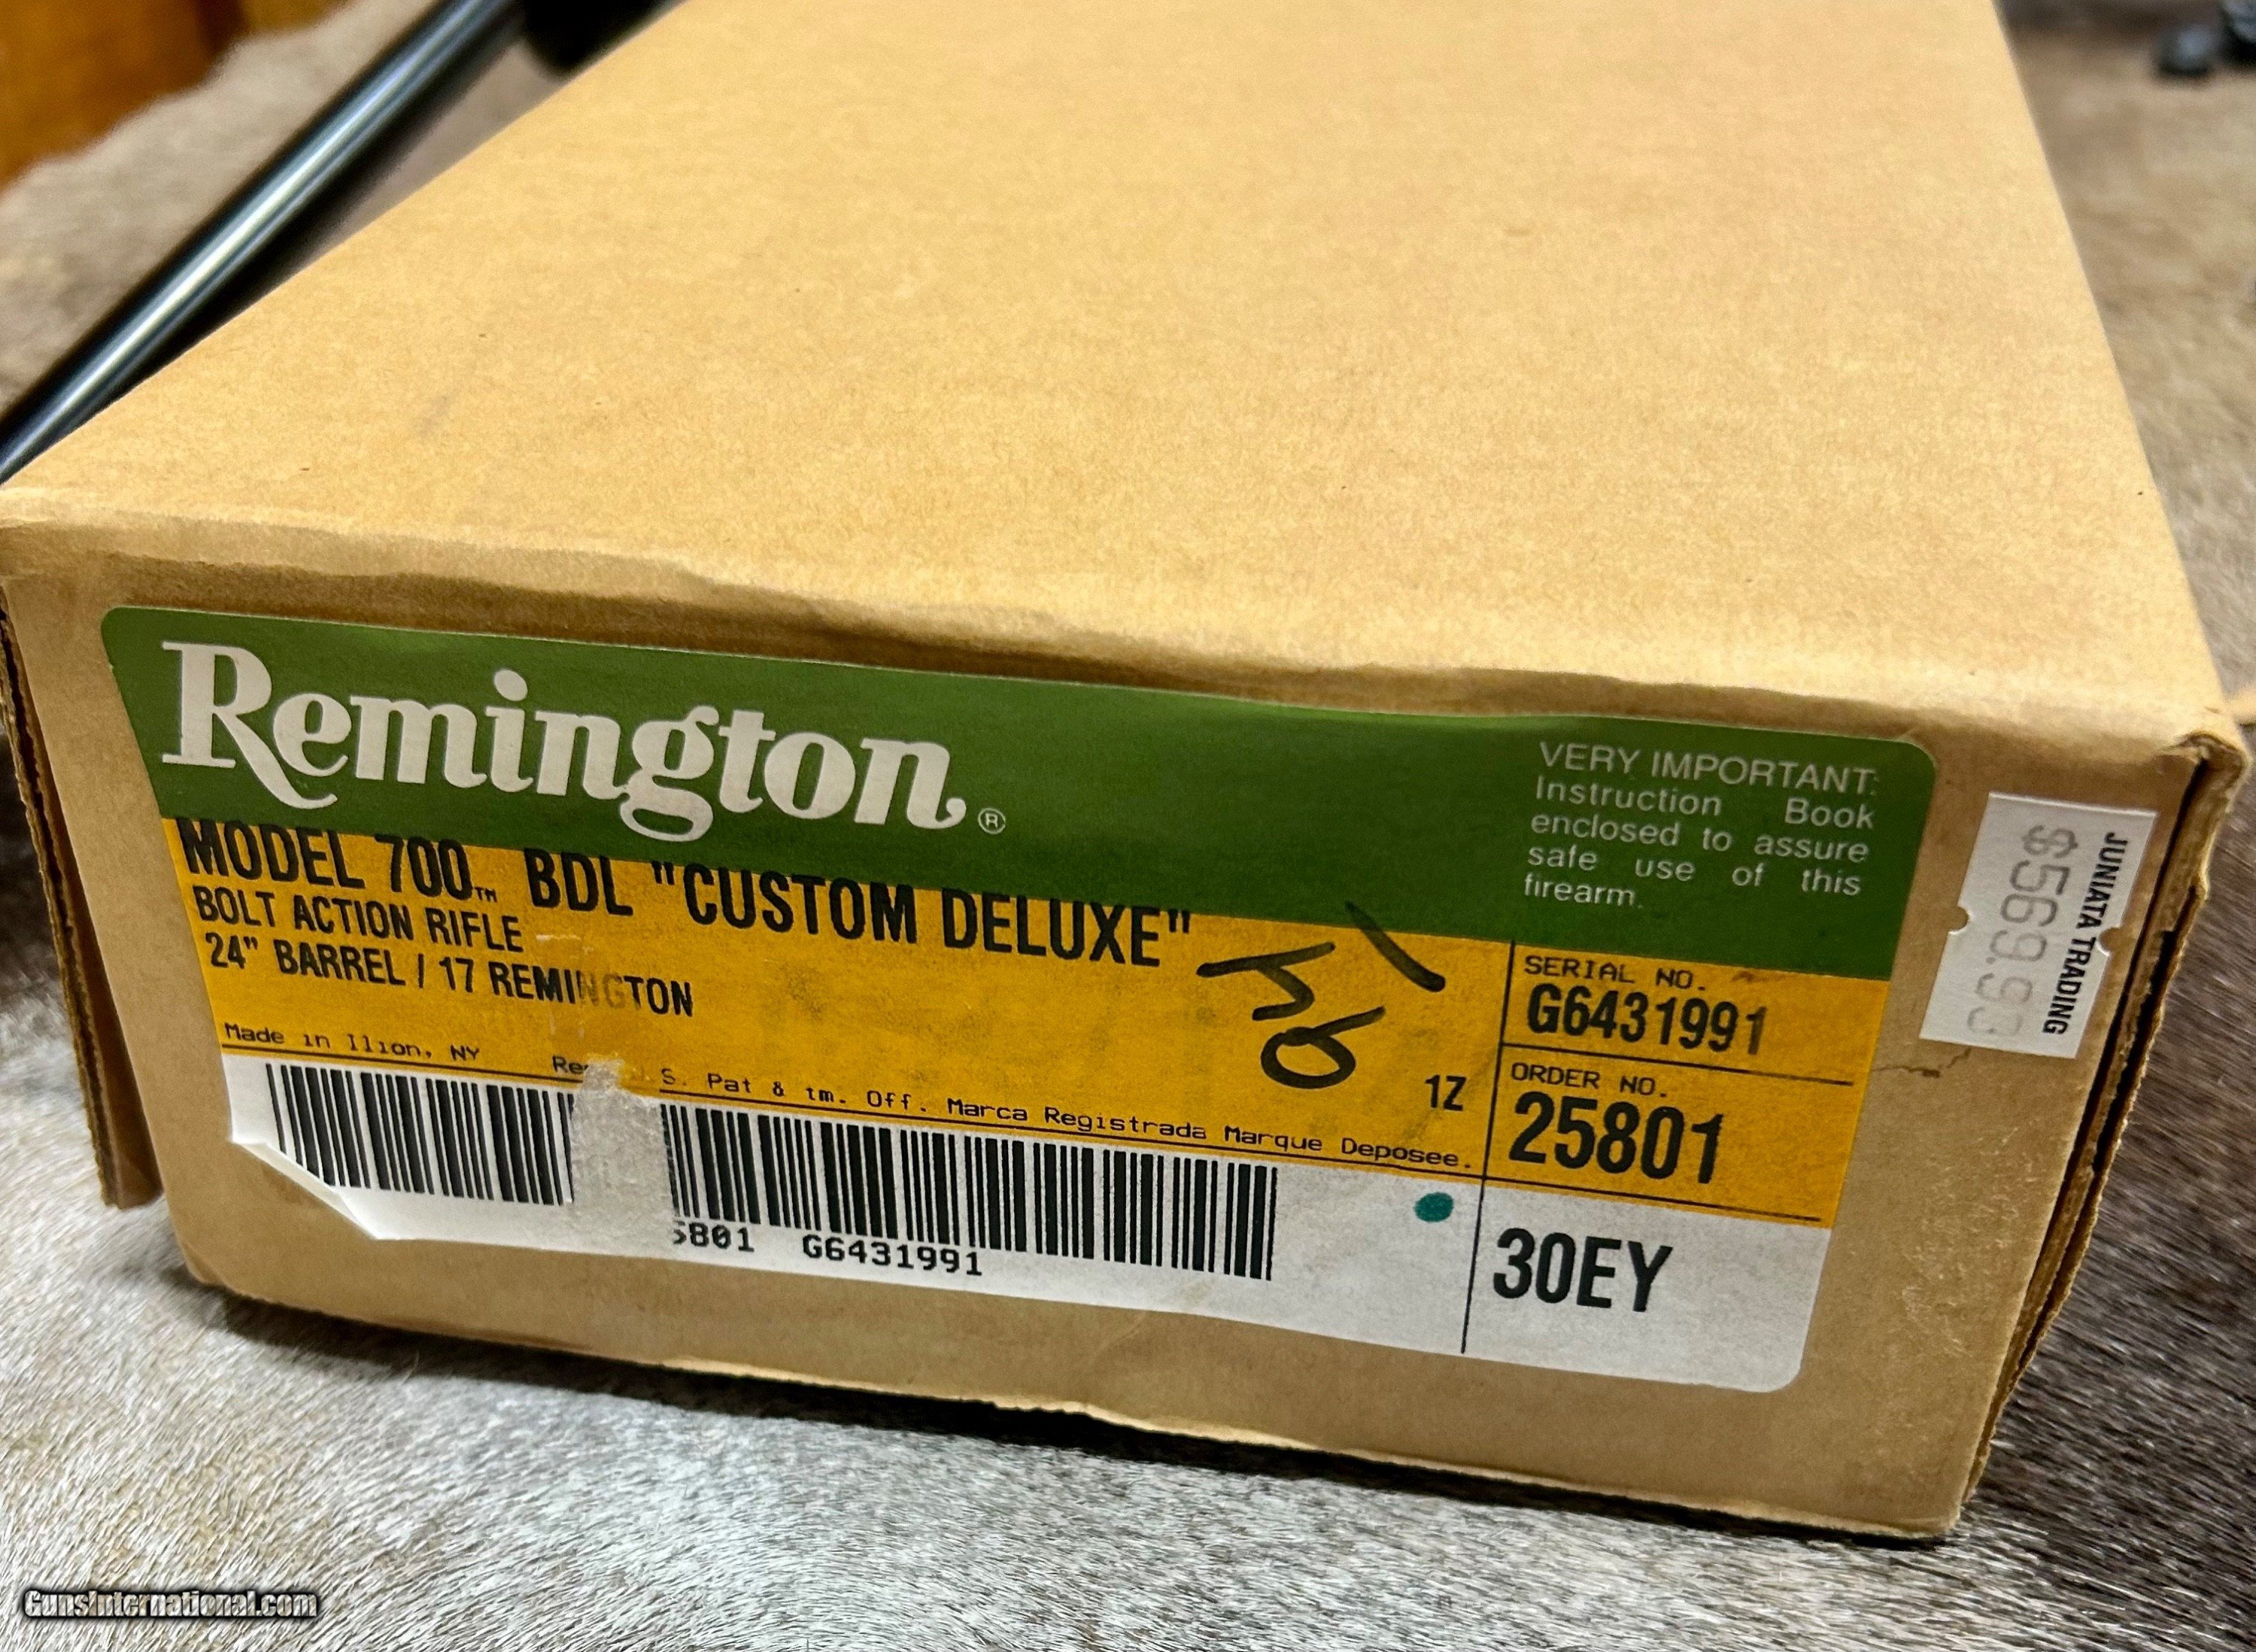 Remington®
VERY IMPORTANT:
Instruction Book
enclosed to assure
safe use of this
firearm.
MODEL 700™ BDL "CUSTOM DELUXE"
BOLT ACTION RIFLE
24" BARREL / 17 REMINGTON
1Z
Made in Ilion, NY
S. Pat & tm. Off. Marca Registrada Marque Deposee.
SERIAL NO.
G6431991
ORDER NO.
25801
30EY
5801 G6431991
JUNIATA TRADING
$569.93
GunsInternational.com